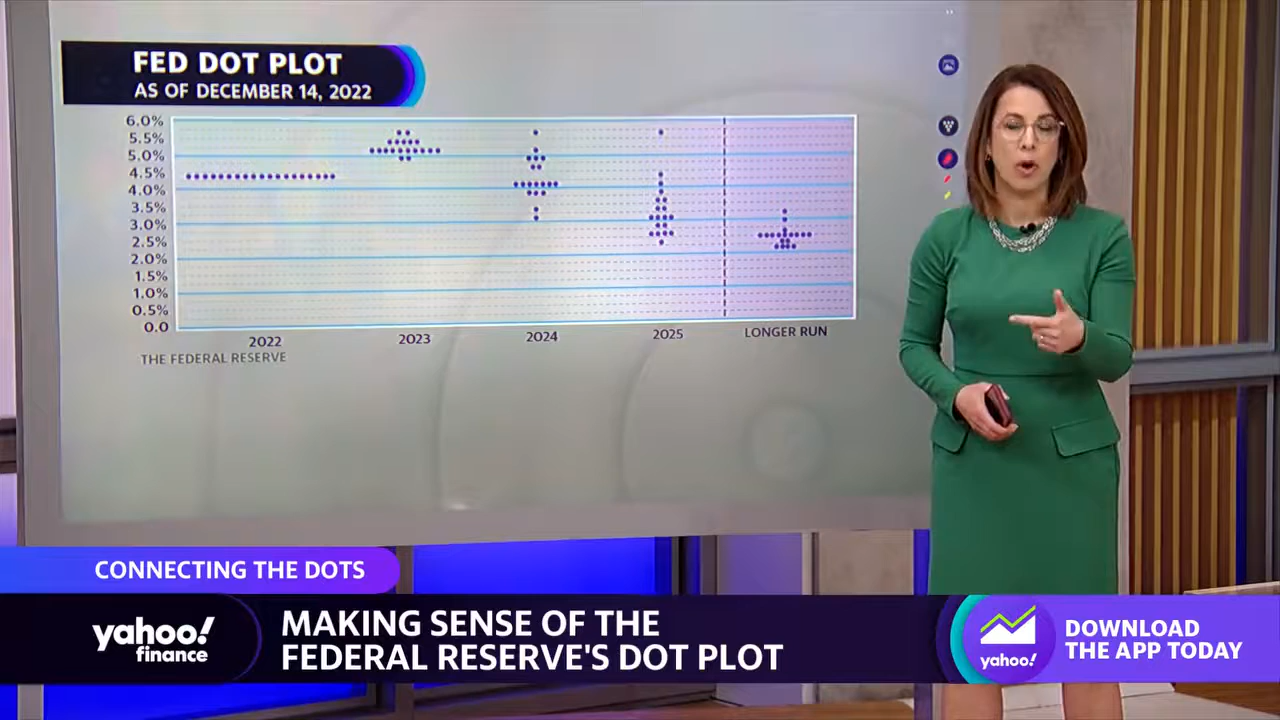 FED DOT PLOT
AS OF DECEMBER 14, 2022
6.0%
5.5%
5.0%
4.5%
4.0%
3.5%
3.0%
2.5%
2.0%
1.5%
1.0%
0.5%
0.0
2022
2023
2024
2025
LONGER RUN
THE FEDERAL RESERVE
CONNECTING THE DOTS
yahoo!
finance
MAKING SENSE OF THE
FEDERAL RESERVE'S DOT PLOT
yahoo!
DOWNLOAD
THE APP TODAY